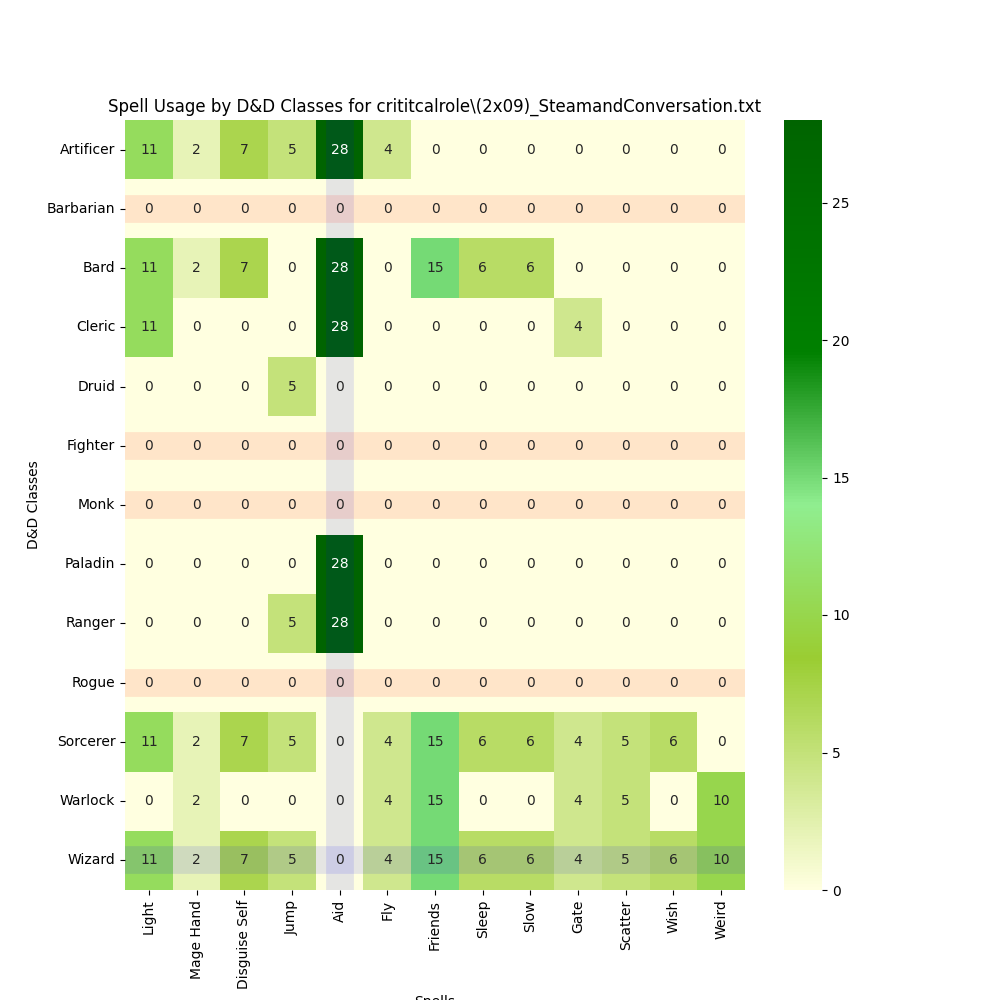 Spell Usage by D&D Classes for crititcalrole\(2x09)_SteamandConversation.txt
Artificer 11 2 7 5 28 4 0 0 0 0 0 0 0
Barbarian 0 0 0 0 0 0 0 0 0 0 0 0 0
Bard 11 2 7 0 28 0 15 6 6 0 0 0 0
Cleric 11 0 0 0 28 0 0 0 0 4 0 0 0
Druid 0 0 0 5 0 0 0 0 0 0 0 0 0
Fighter 0 0 0 0 0 0 0 0 0 0 0 0 0
Monk 0 0 0 0 0 0 0 0 0 0 0 0 0
Paladin 0 0 0 0 28 0 0 0 0 0 0 0 0
Ranger 0 0 0 5 28 0 0 0 0 0 0 0 0
Rogue 0 0 0 0 0 0 0 0 0 0 0 0 0
Sorcerer 11 2 7 5 0 4 15 6 6 4 5 6 0
Warlock 0 2 0 0 0 4 15 0 0 4 5 0 10
Wizard 11 2 7 5 0 4 15 6 6 4 5 6 10
D&D Classes
Light Mage Hand Disguise Self Jump Aid Fly Friends Sleep Slow Gate Scatter Wish Weird
Spells
25
20
15
10
5
0